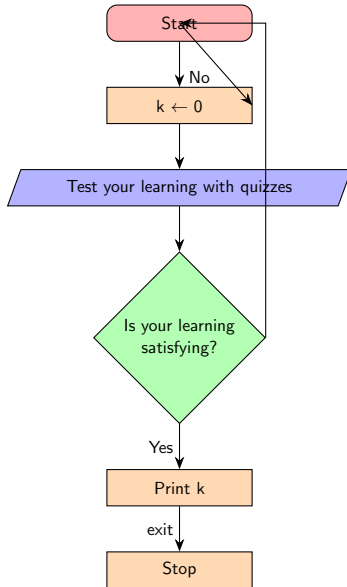 Start
No
k ← 0
Test your learning with quizzes
Is your learning
satisfying?
Yes
Print k
exit
Stop